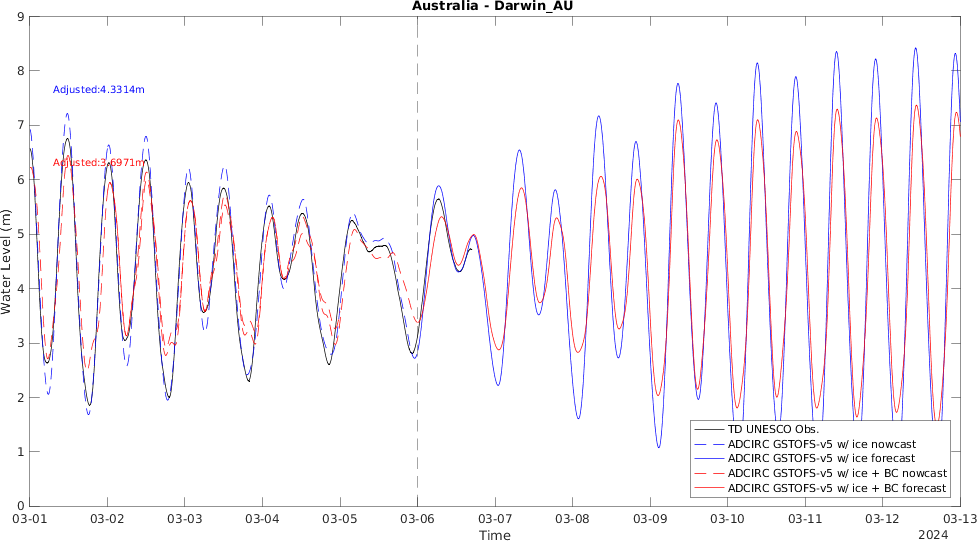 Australia - Darwin_AU
9
8
7
6
5
4
3
2
1
0
Water Level (m)
Adjusted:4.3314m
Adjusted:3.6971m
TD UNESCO Obs.
ADCIRC GSTOFS-v5 w/ ice nowcast
ADCIRC GSTOFS-v5 w/ ice forecast
ADCIRC GSTOFS-v5 w/ ice + BC nowcast
ADCIRC GSTOFS-v5 w/ ice + BC forecast
03-01 03-02 03-03 03-04 03-05 03-06 03-07 03-08 03-09 03-10 03-11 03-12 03-13
Time
2024